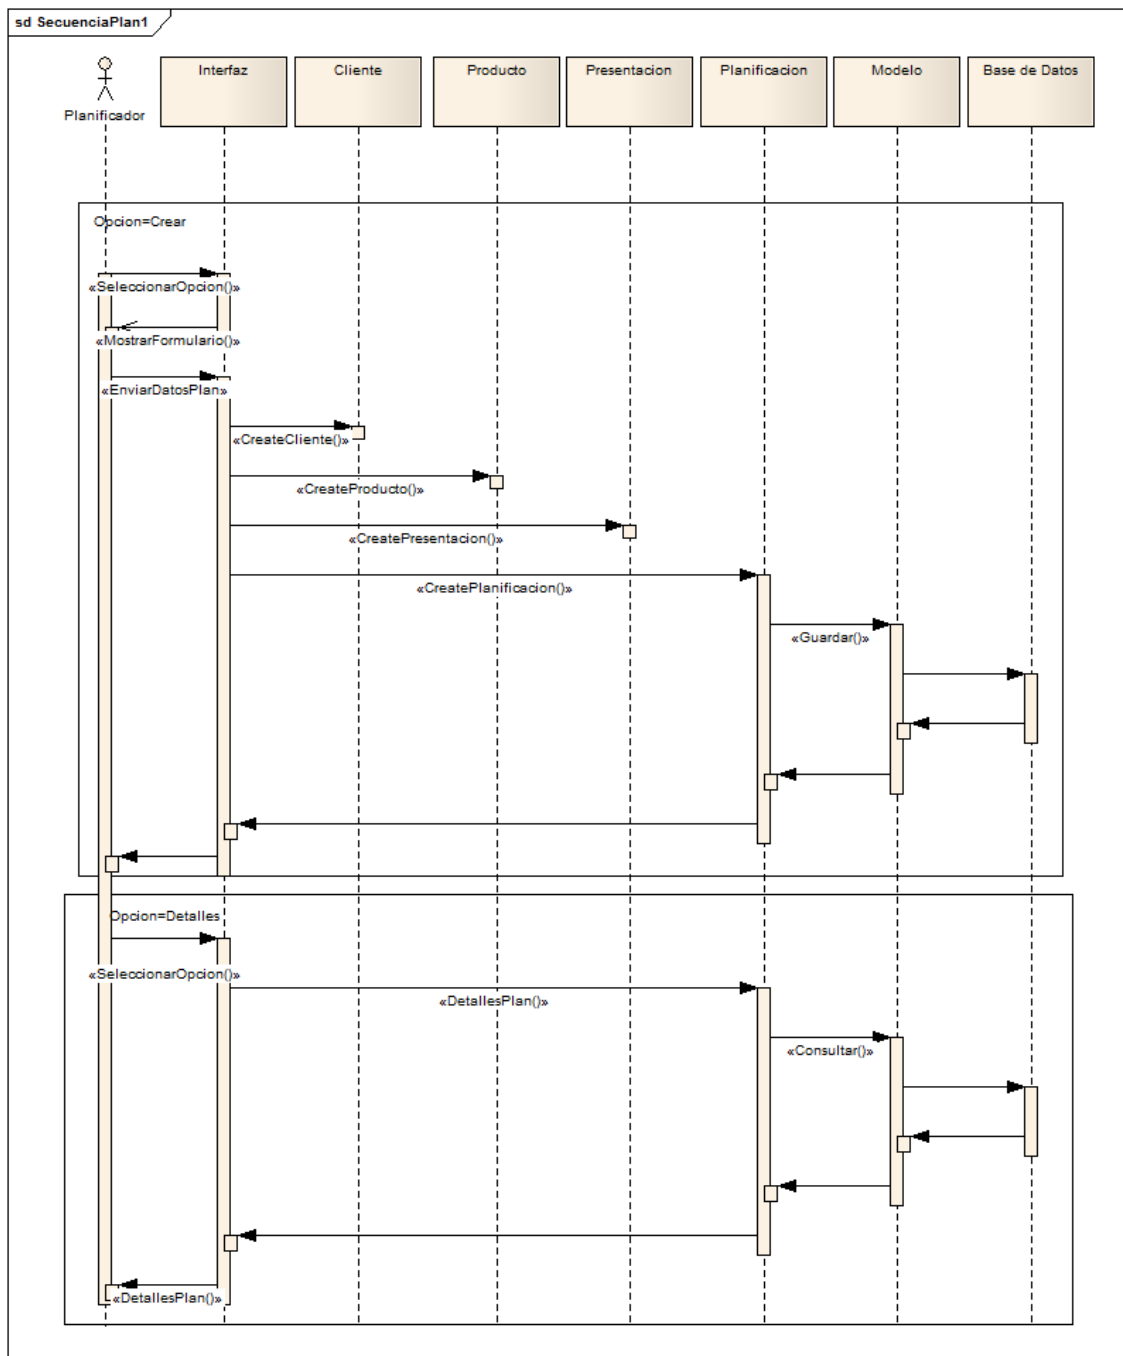 sd SecuenciaPlan1
Planificador
Interfaz
Cliente
Producto
Presentacion
Planificacion
Modelo
Base de Datos
Opcion=Crear
«SeleccionarOpcion()»
«MostrarFormulario()»
«EnviarDatosPlan»
«CreateCliente()»
«CreateProducto()»
«CreatePresentacion()»
«CreatePlanificacion()»
«Guardar()»
Opcion=Detalles
«SeleccionarOpcion()»
«DetallesPlan()»
«Consultar()»
«DetallesPlan()»